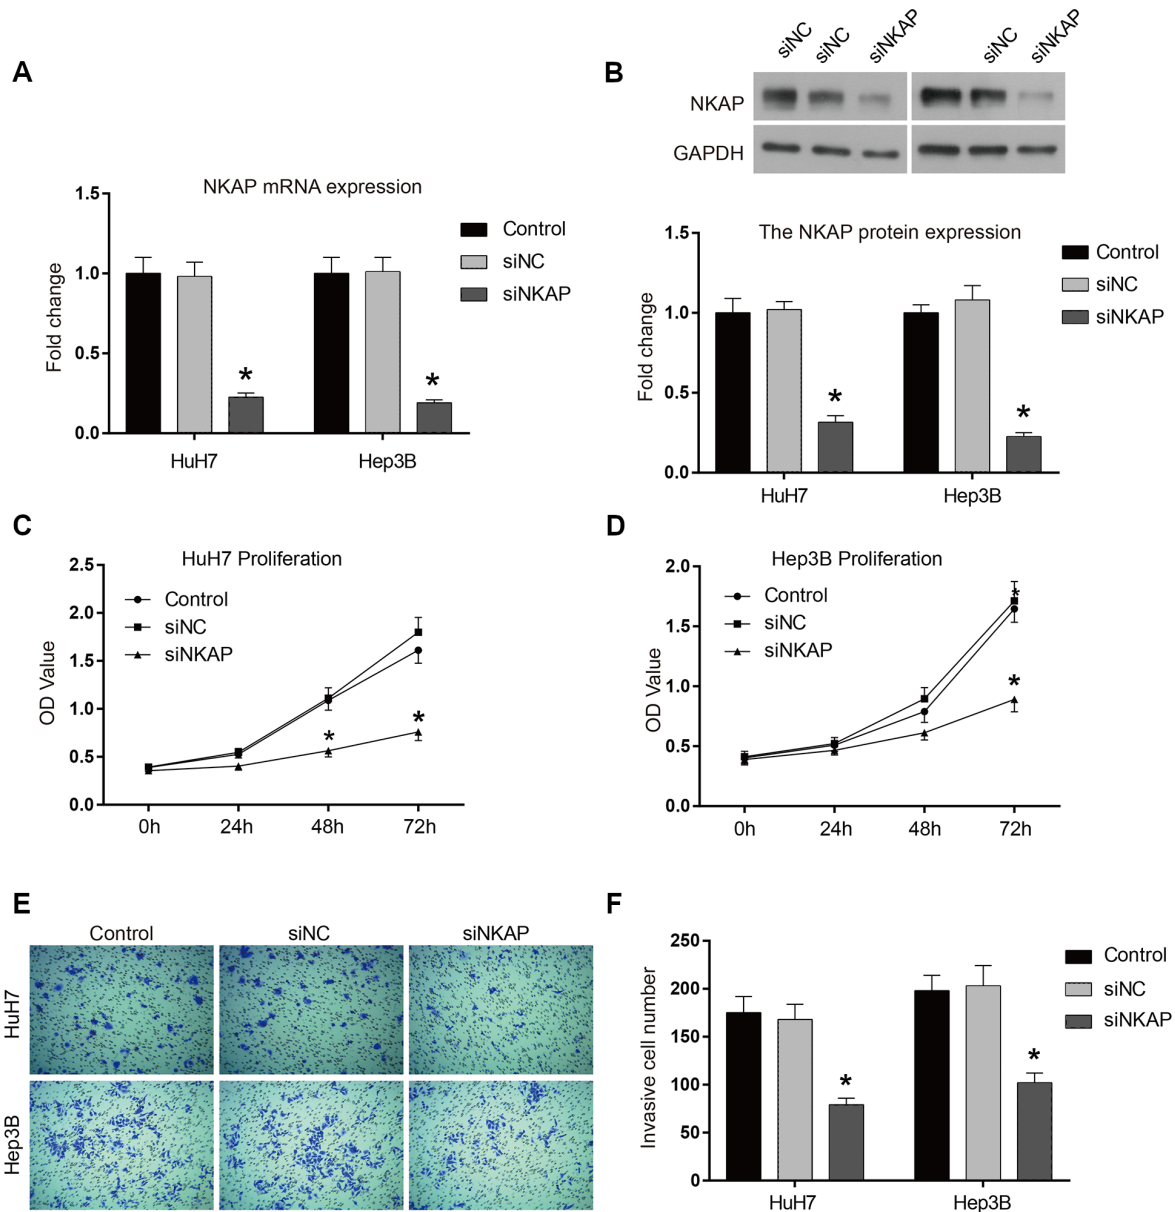 A
NKAP mRNA expression
1.5
1.0
0.5
0.0
Fold change
Control
siNC
siNKAP
*
*
HuH7
Hep3B
B
siNC
siNC
siNKAP
siNC
siNKAP
NKAP
GAPDH
The NKAP protein expression
1.5
1.0
0.5
0.0
Fold change
Control
siNC
siNKAP
*
*
HuH7
Hep3B
C
HuH7 Proliferation
2.5
2.0
1.5
1.0
0.5
0.0
OD Value
Control
siNC
siNKAP
*
*
0h 24h 48h 72h
D
Hep3B Proliferation
2.0
1.5
1.0
0.5
0.0
OD Value
Control
siNC
siNKAP
*
*
0h 24h 48h 72h
E
Control siNC siNKAP
HuH7
Hep3B
F
250
200
150
100
50
0
Invasive cell number
Control
siNC
siNKAP
*
*
HuH7
Hep3B